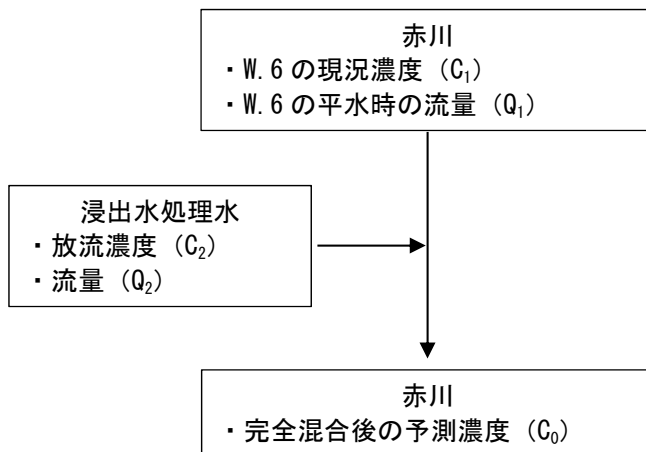 赤川
・W.6 の現況濃度（C₁）
・W.6 の平水時の流量（Q₁）
浸出水処理水
・放流濃度（C₂）
・流量（Q₂）
赤川
・完全混合後の予測濃度（C₀）